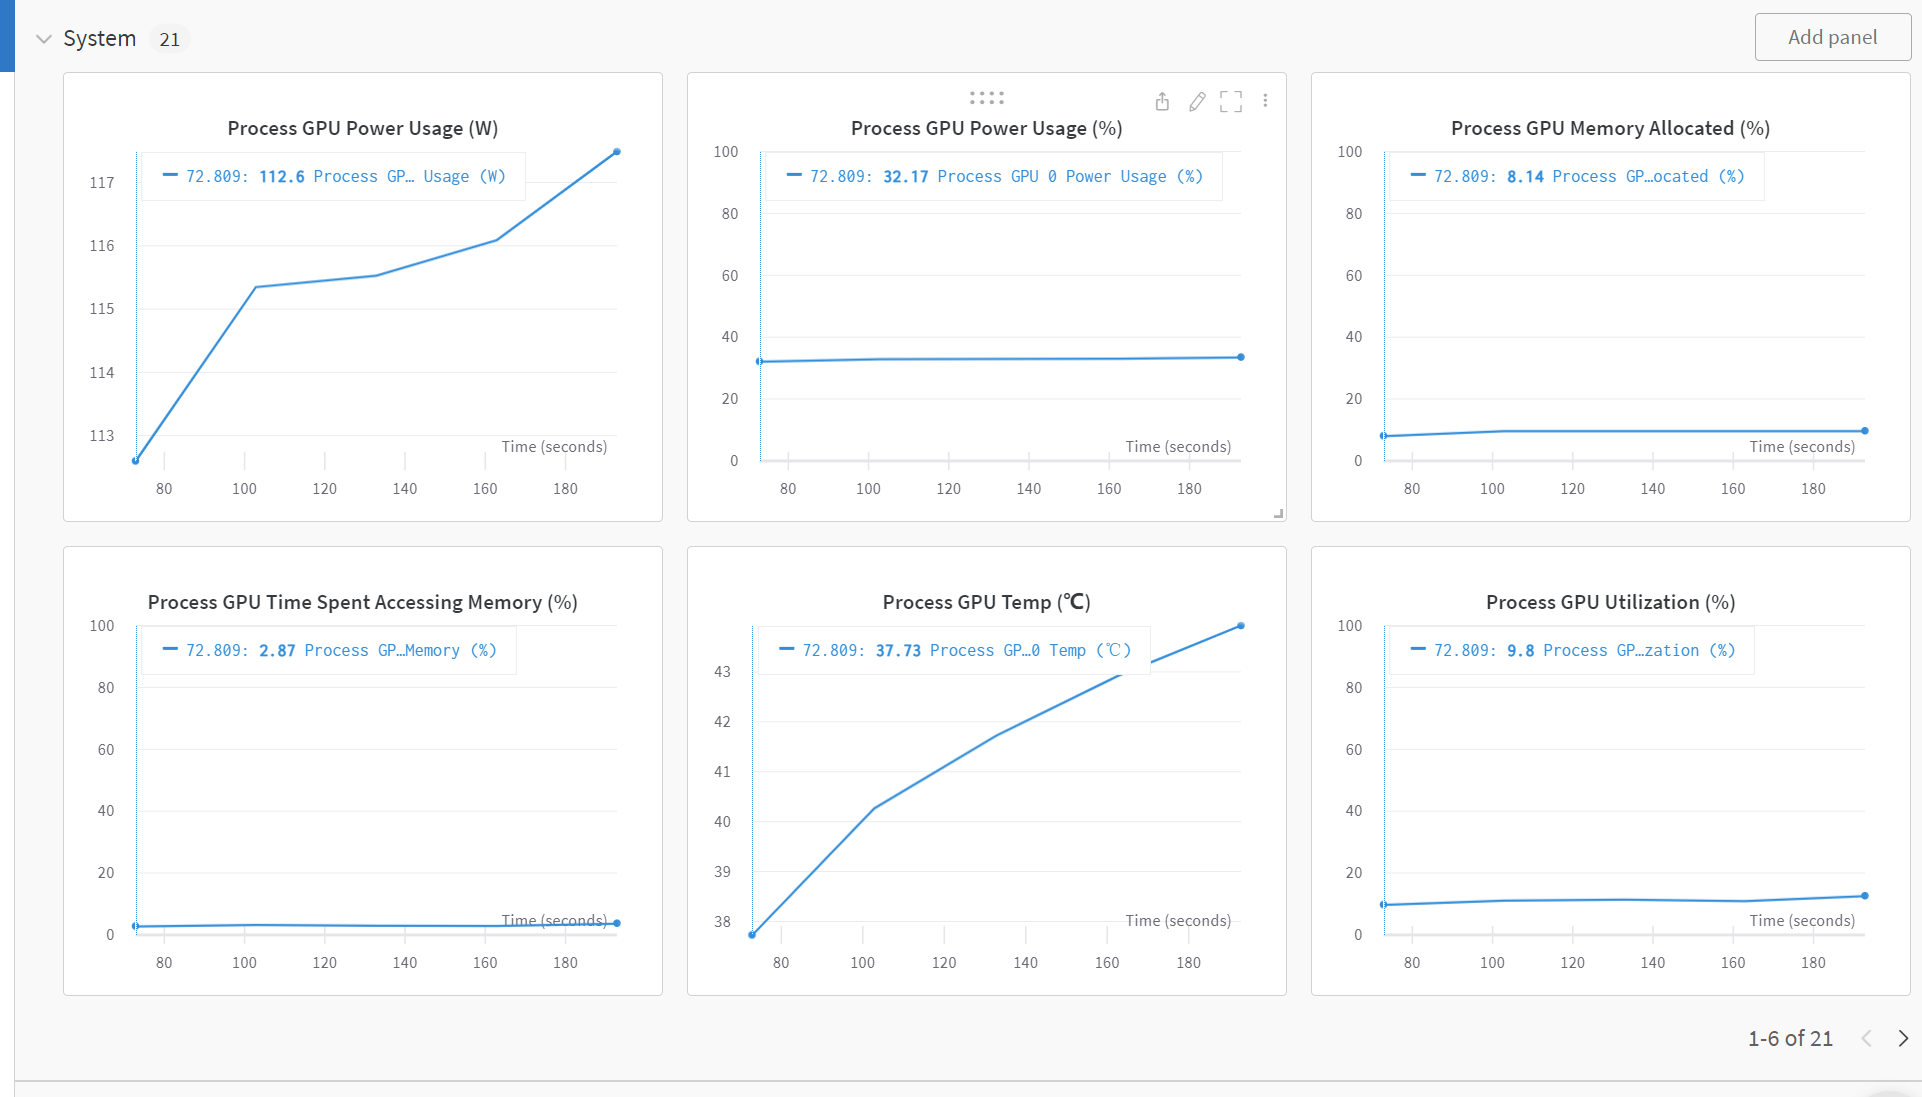 System 21
Add panel
Process GPU Power Usage (W)
72.809: 112.6 Process GP… Usage (W)
117
116
115
114
113
Time (seconds)
80 100 120 140 160 180
Process GPU Power Usage (%)
100
72.809: 32.17 Process GPU 0 Power Usage (%)
80
60
40
20
0
Time (seconds)
80 100 120 140 160 180
Process GPU Memory Allocated (%)
100
72.809: 8.14 Process GP…ocated (%)
80
60
40
20
0
Time (seconds)
80 100 120 140 160 180
Process GPU Time Spent Accessing Memory (%)
100
72.809: 2.87 Process GP…Memory (%)
80
60
40
20
0
Time (seconds)
80 100 120 140 160 180
Process GPU Temp (℃)
72.809: 37.73 Process GP…0 Temp (℃)
43
42
41
40
39
38
Time (seconds)
80 100 120 140 160 180
Process GPU Utilization (%)
100
72.809: 9.8 Process GP…zation (%)
80
60
40
20
0
Time (seconds)
80 100 120 140 160 180
1-6 of 21